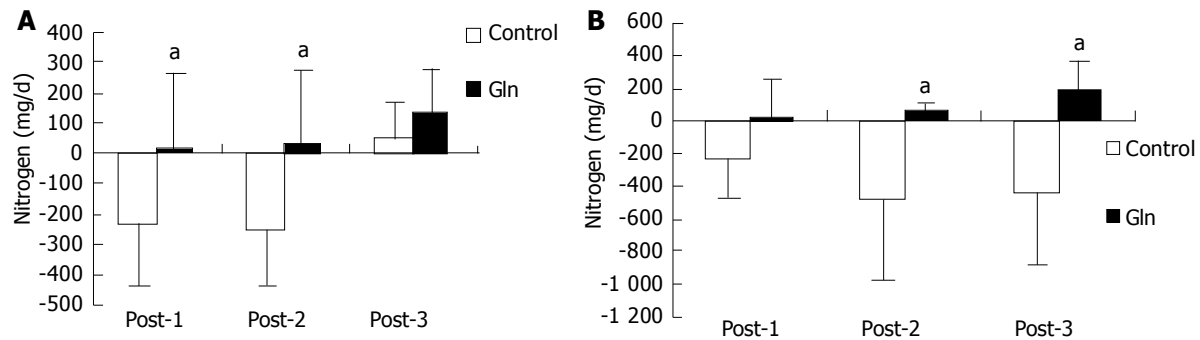 A
Nitrogen (mg/d)
400
300
200
100
0
-100
-200
-300
-400
-500
a
a
Control
Gln
Post-1 Post-2 Post-3
B
Nitrogen (mg/d)
600
400
200
0
-200
-400
-600
-800
-1 000
-1 200
a
a
Control
Gln
Post-1 Post-2 Post-3